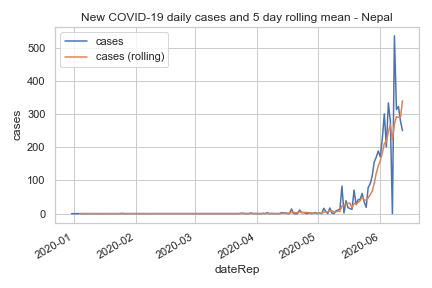 New COVID-19 daily cases and 5 day rolling mean - Nepal
cases
cases (rolling)
500
400
300
200
100
0
cases
2020-01
2020-02
2020-03
2020-04
2020-05
2020-06
dateRep